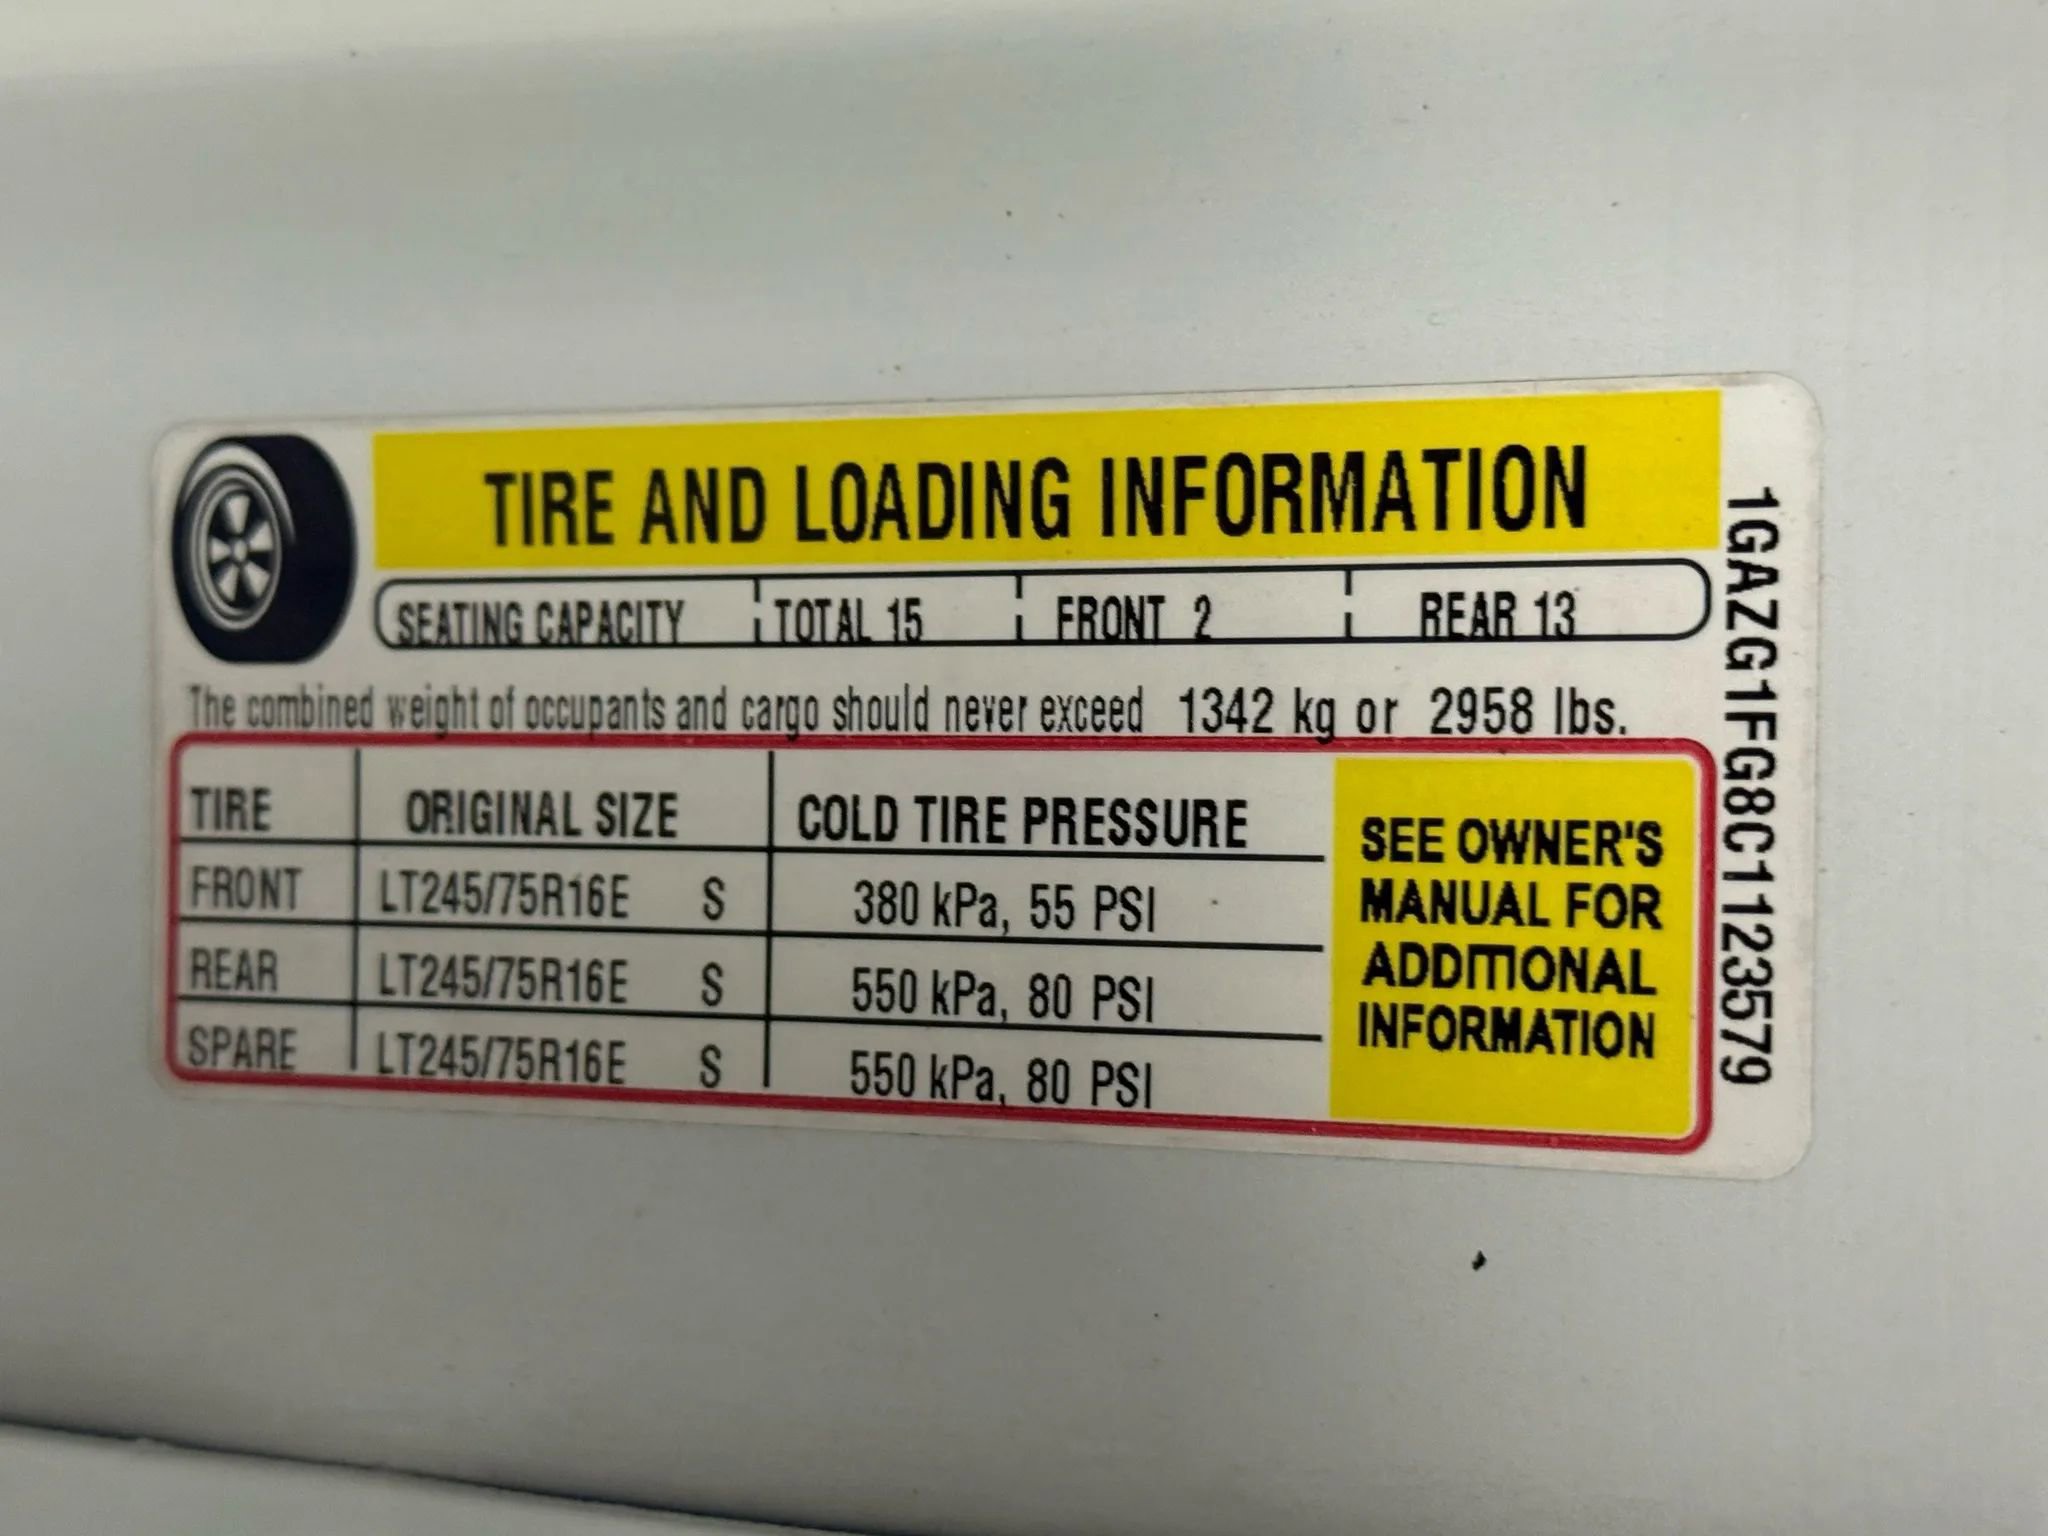 TIRE AND LOADING INFORMATION
SEATING CAPACITY TOTAL 15 FRONT 2 REAR 13
The combined weight of occupants and cargo should never exceed 1342 kg or 2958 lbs.
TIRE ORIGINAL SIZE COLD TIRE PRESSURE
FRONT LT245/75R16E S 380 kPa, 55 PSI
REAR LT245/75R16E S 550 kPa, 80 PSI
SPARE LT245/75R16E S 550 kPa, 80 PSI
SEE OWNER'S
MANUAL FOR
ADDITIONAL
INFORMATION
1GAZG1FG8C1123579